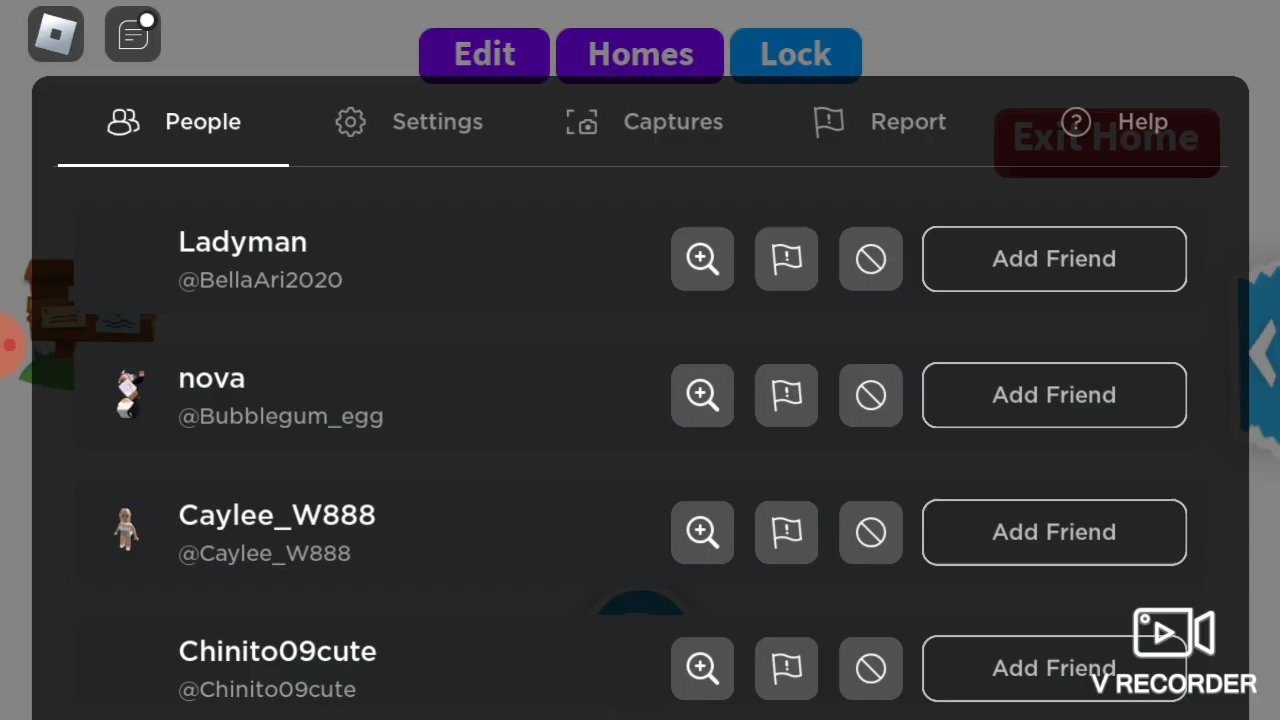 Edit Homes Lock
People Settings Captures Report Help
Exit Home
Ladyman
@BellaAri2020
Add Friend
nova
@Bubblegum_egg
Add Friend
Caylee_W888
@Caylee_W888
Add Friend
Chinito09cute
@Chinito09cute
Add Friend
V RECORDER